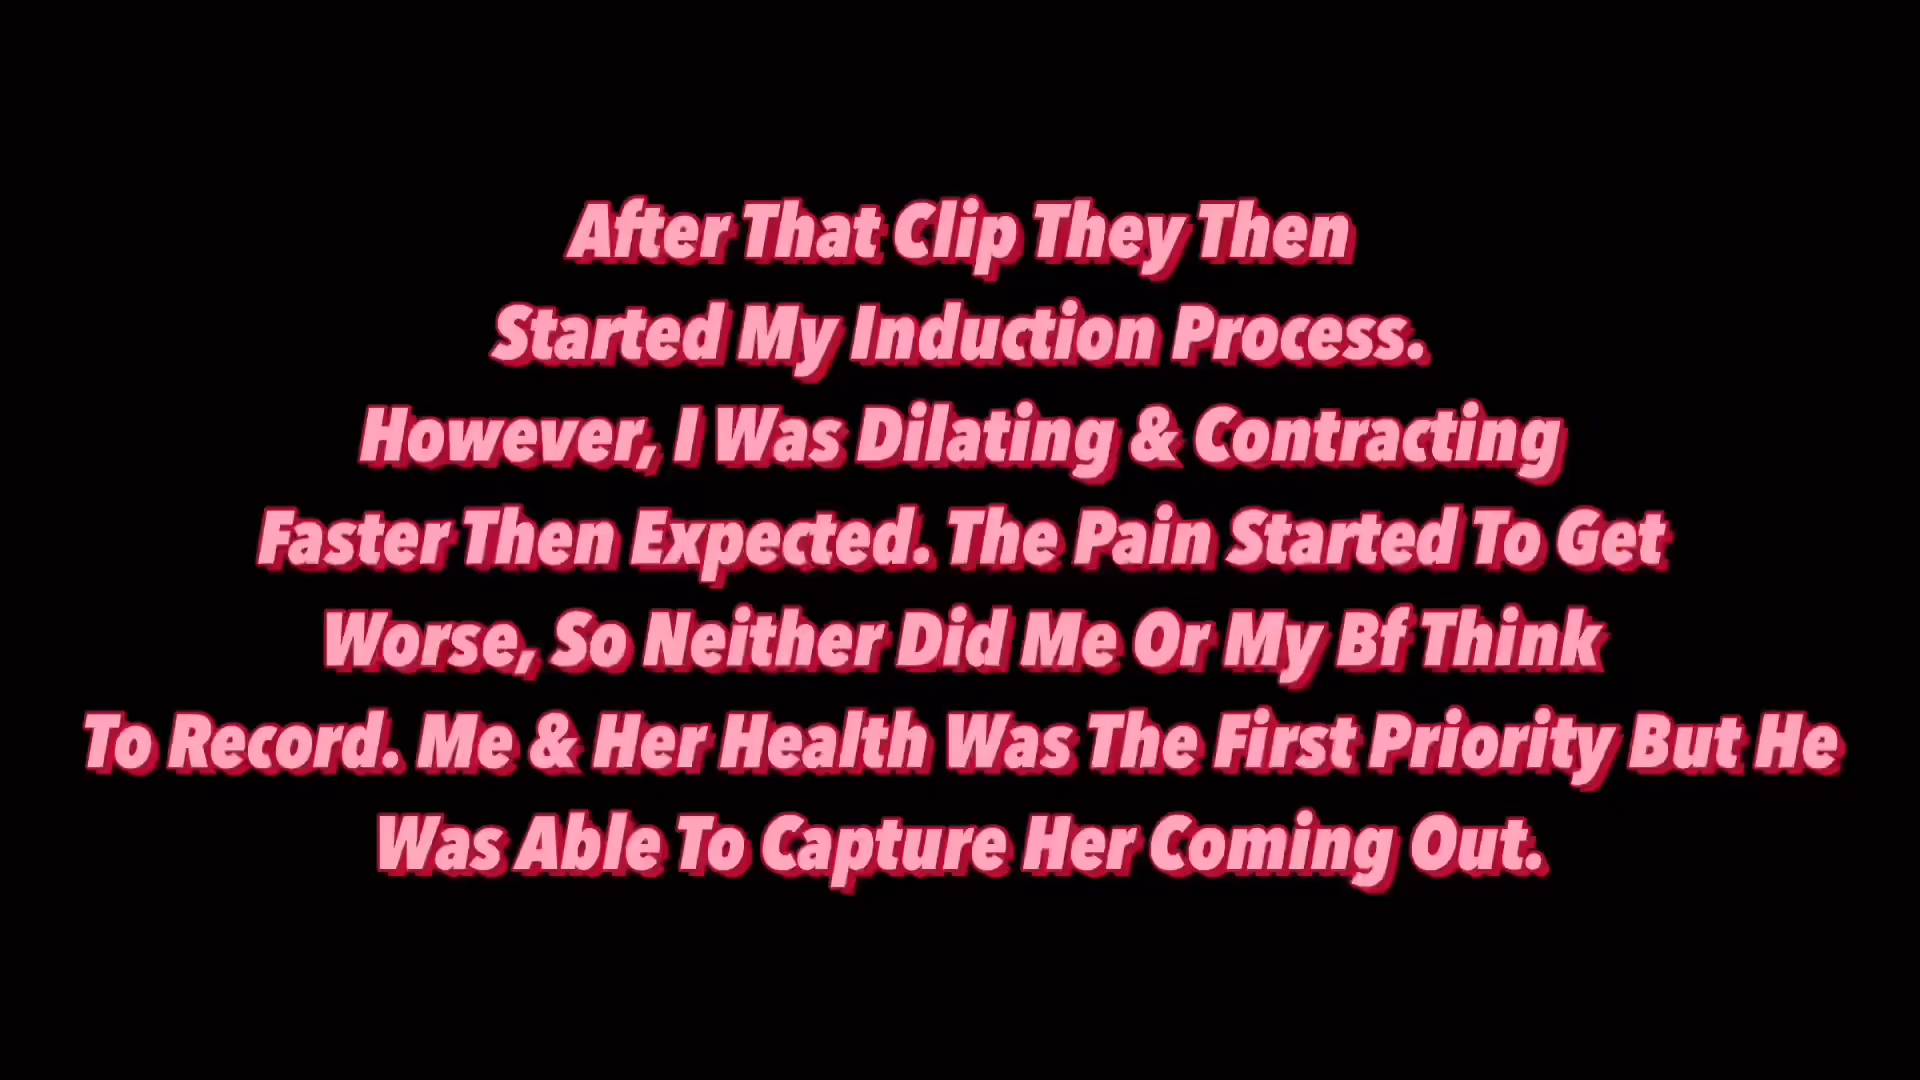 After That Clip They Then
Started My Induction Process.
However, I Was Dilating & Contracting
Faster Then Expected. The Pain Started To Get
Worse, So Neither Did Me Or My Bf Think
To Record. Me & Her Health Was The First Priority But He
Was Able To Capture Her Coming Out.